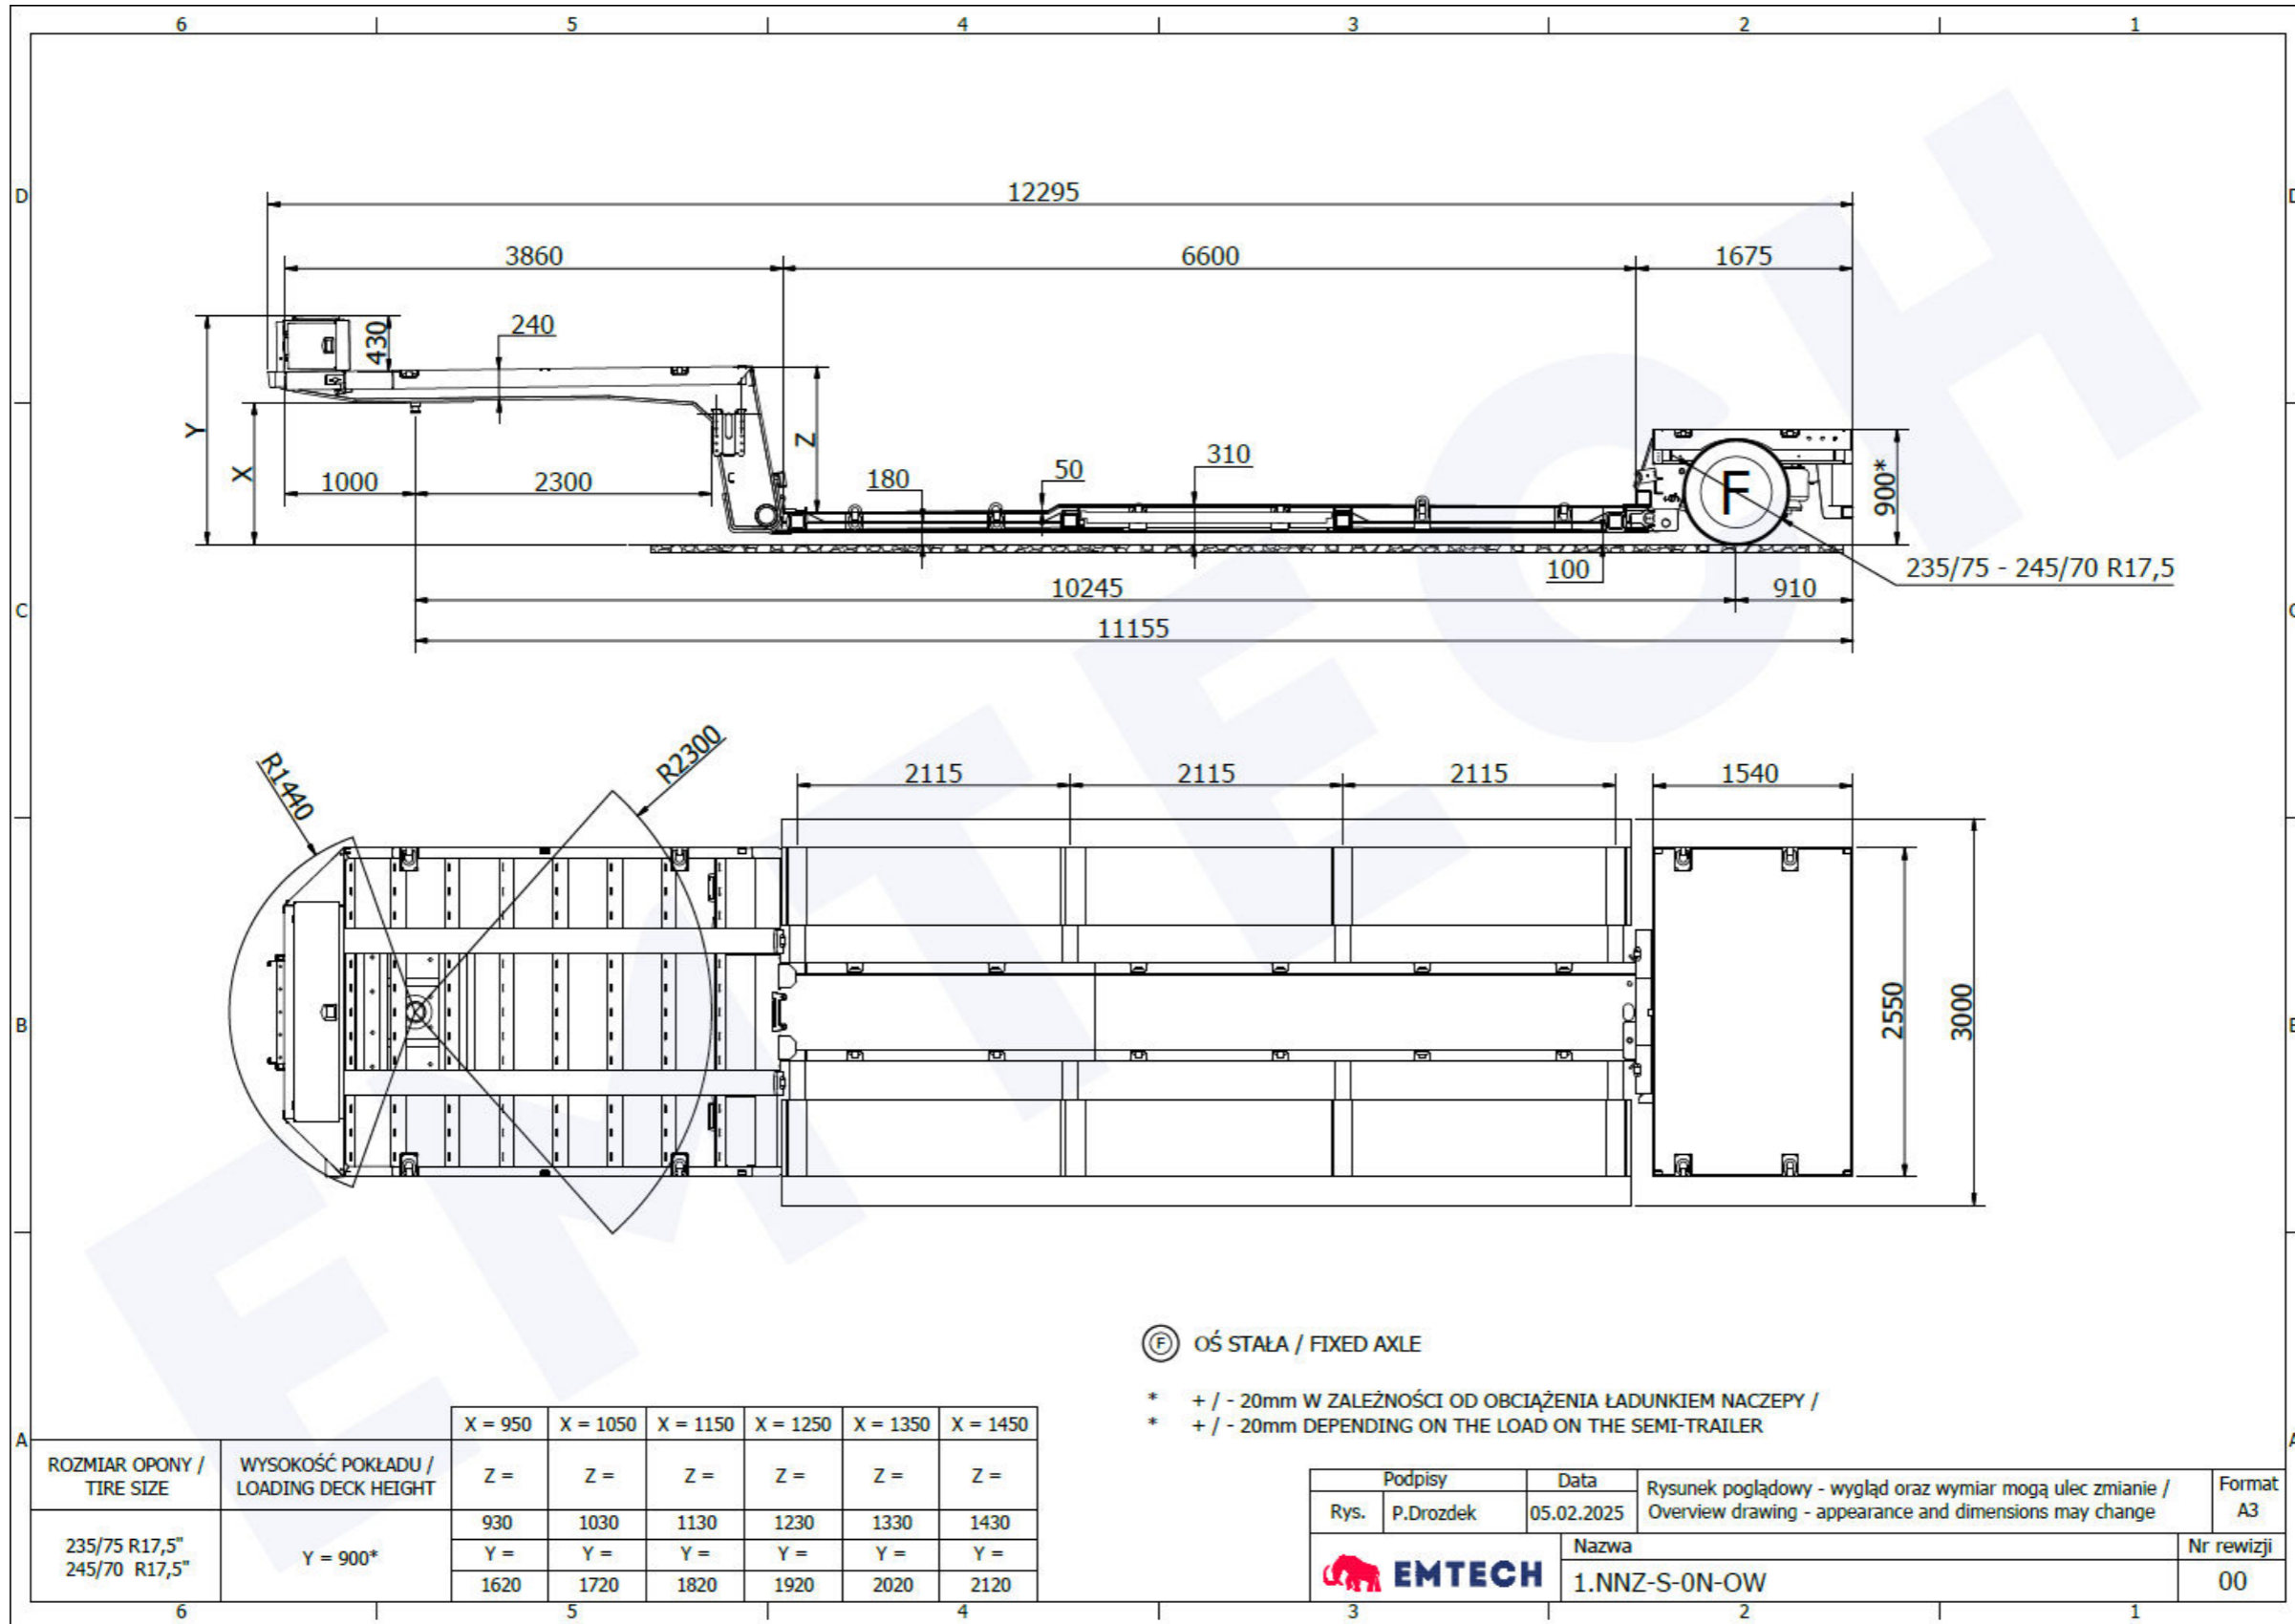 6 5 4 3 2 1
D
12295
3860 6600 1675
430 240
Y X Z
1000 2300
180 50 310
900*
F
100
235/75 - 245/70 R17,5
10245 910
C
11155
R1440 R2300
2115 2115 2115 1540
2550 3000
B
EMTECH
F OŚ STAŁA / FIXED AXLE
* + / - 20mm W ZALEŻNOŚCI OD OBCIĄŻENIA ŁADUNKIEM NACZEPY /
* + / - 20mm DEPENDING ON THE LOAD ON THE SEMI-TRAILER
A
X = 950 X = 1050 X = 1150 X = 1250 X = 1350 X = 1450
ROZMIAR OPONY /
TIRE SIZE
WYSOKOŚĆ POKŁADU /
LOADING DECK HEIGHT
Z = Z = Z = Z = Z = Z =
930 1030 1130 1230 1330 1430
235/75 R17,5"
245/70 R17,5"
Y = 900*
Y = Y = Y = Y = Y = Y =
1620 1720 1820 1920 2020 2120
Podpisy Data
Rys. P.Drozdek 05.02.2025
Rysunek poglądowy - wygląd oraz wymiar mogą ulec zmianie /
Overview drawing - appearance and dimensions may change
Format
A3
EMTECH
Nazwa
1.NNZ-S-0N-OW
Nr rewizji
00
6 5 4 3 2 1